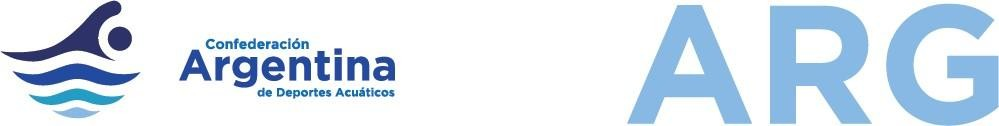 Confederación
Argentina
de Deportes Acuáticos
ARG